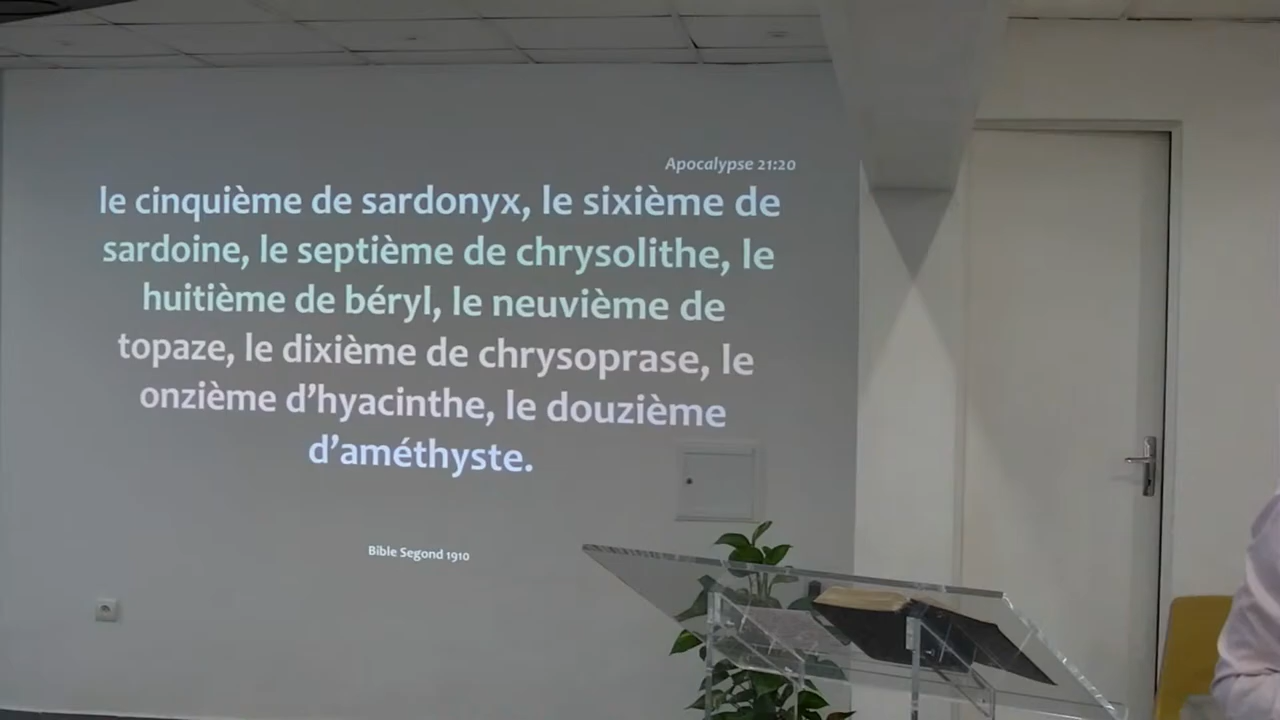 Apocalypse 21:20
le cinquième de sardonyx, le sixième de
sardoine, le septième de chrysolithe, le
huitième de béryl, le neuvième de
topaze, le dixième de chrysoprase, le
onzième d’hyacinthe, le douzième
d’améthyste.
Bible Segond 1910